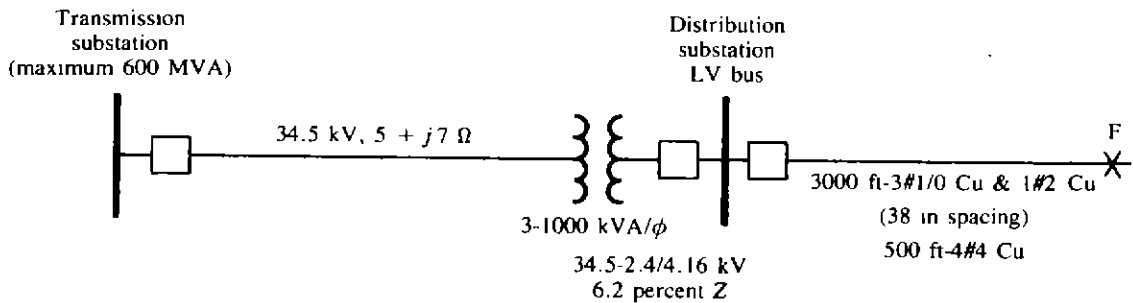 Transmission
substation
(maximum 600 MVA)
34.5 kV, 5 + j7 Ω
3-1000 kVA/ϕ
34.5-2.4/4.16 kV
6.2 percent Z
Distribution
substation
LV bus
F
3000 ft-3#1/0 Cu & 1#2 Cu
(38 in spacing)
500 ft-4#4 Cu